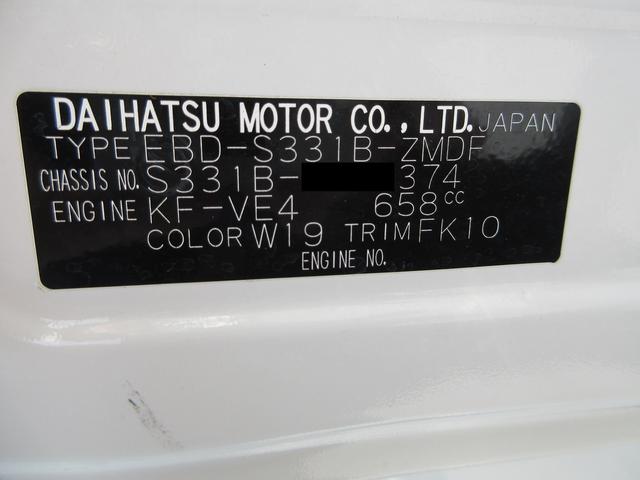 DAIHATSU MOTOR CO.,LTD. JAPAN
TYPE EBD-S331B-ZMDF
CHASSIS NO. S331B- 374
ENGINE KF-VE4 658cc
COLOR W19 TRIM FK10
ENGINE NO.